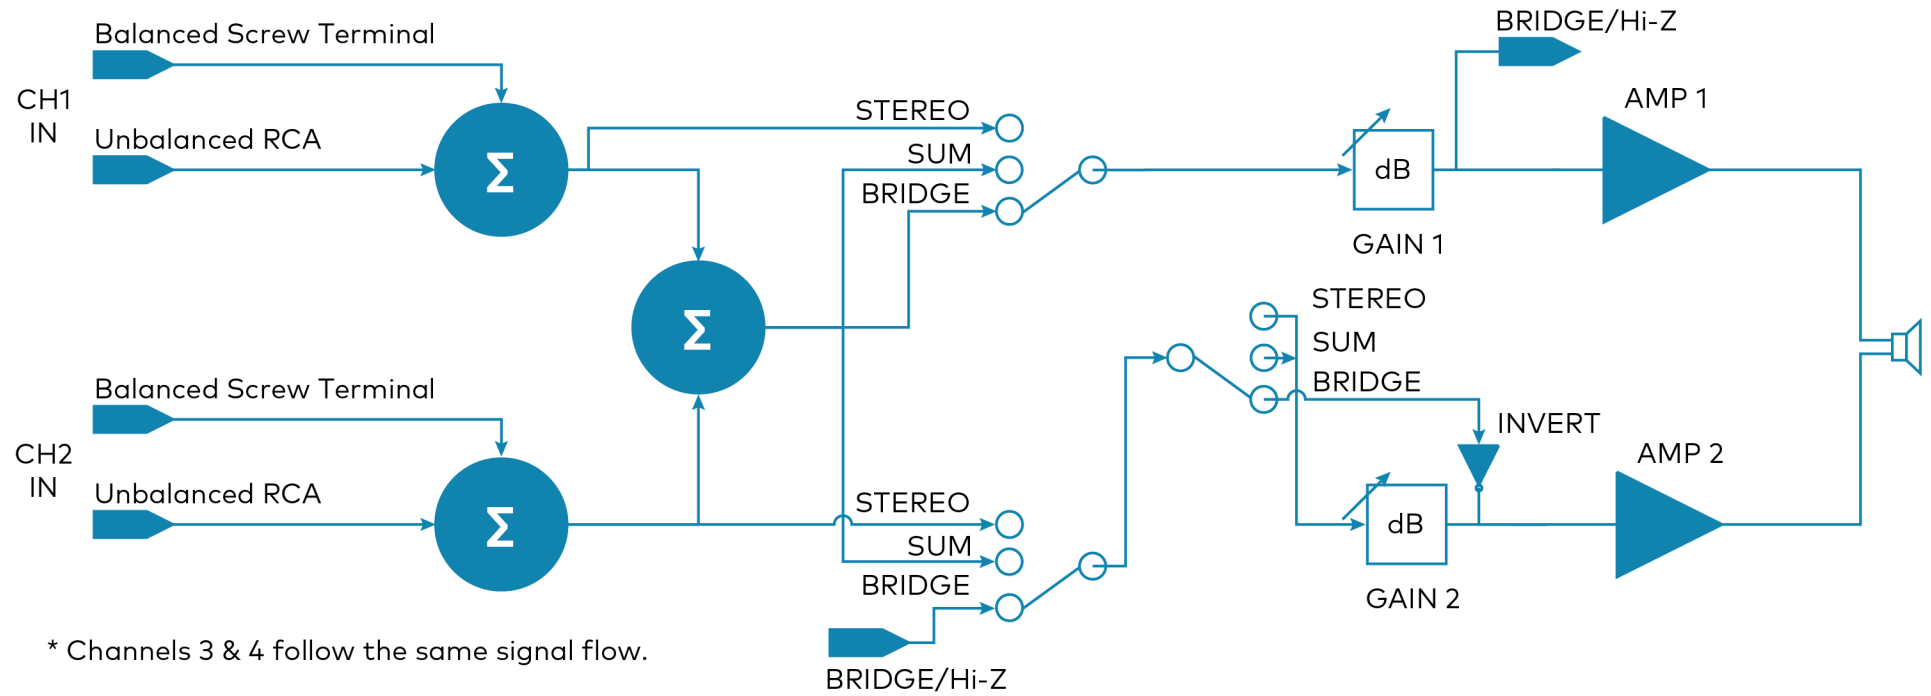 Balanced Screw Terminal
CH1
IN
Unbalanced RCA
Σ
STEREO
SUM
BRIDGE
BRIDGE/Hi-Z
AMP 1
dB
GAIN 1
Σ
STEREO
SUM
BRIDGE
INVERT
AMP 2
dB
GAIN 2
Balanced Screw Terminal
CH2
IN
Unbalanced RCA
Σ
STEREO
SUM
BRIDGE
BRIDGE/Hi-Z
* Channels 3 & 4 follow the same signal flow.